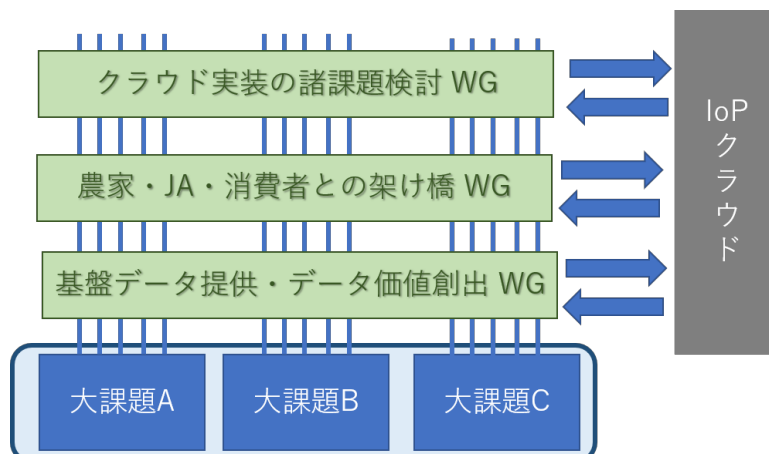 クラウド実装の諸課題検討 WG
農家・JA・消費者との架け橋 WG
基盤データ提供・データ価値創出 WG
大課題A
大課題B
大課題C
IoP
クラウド